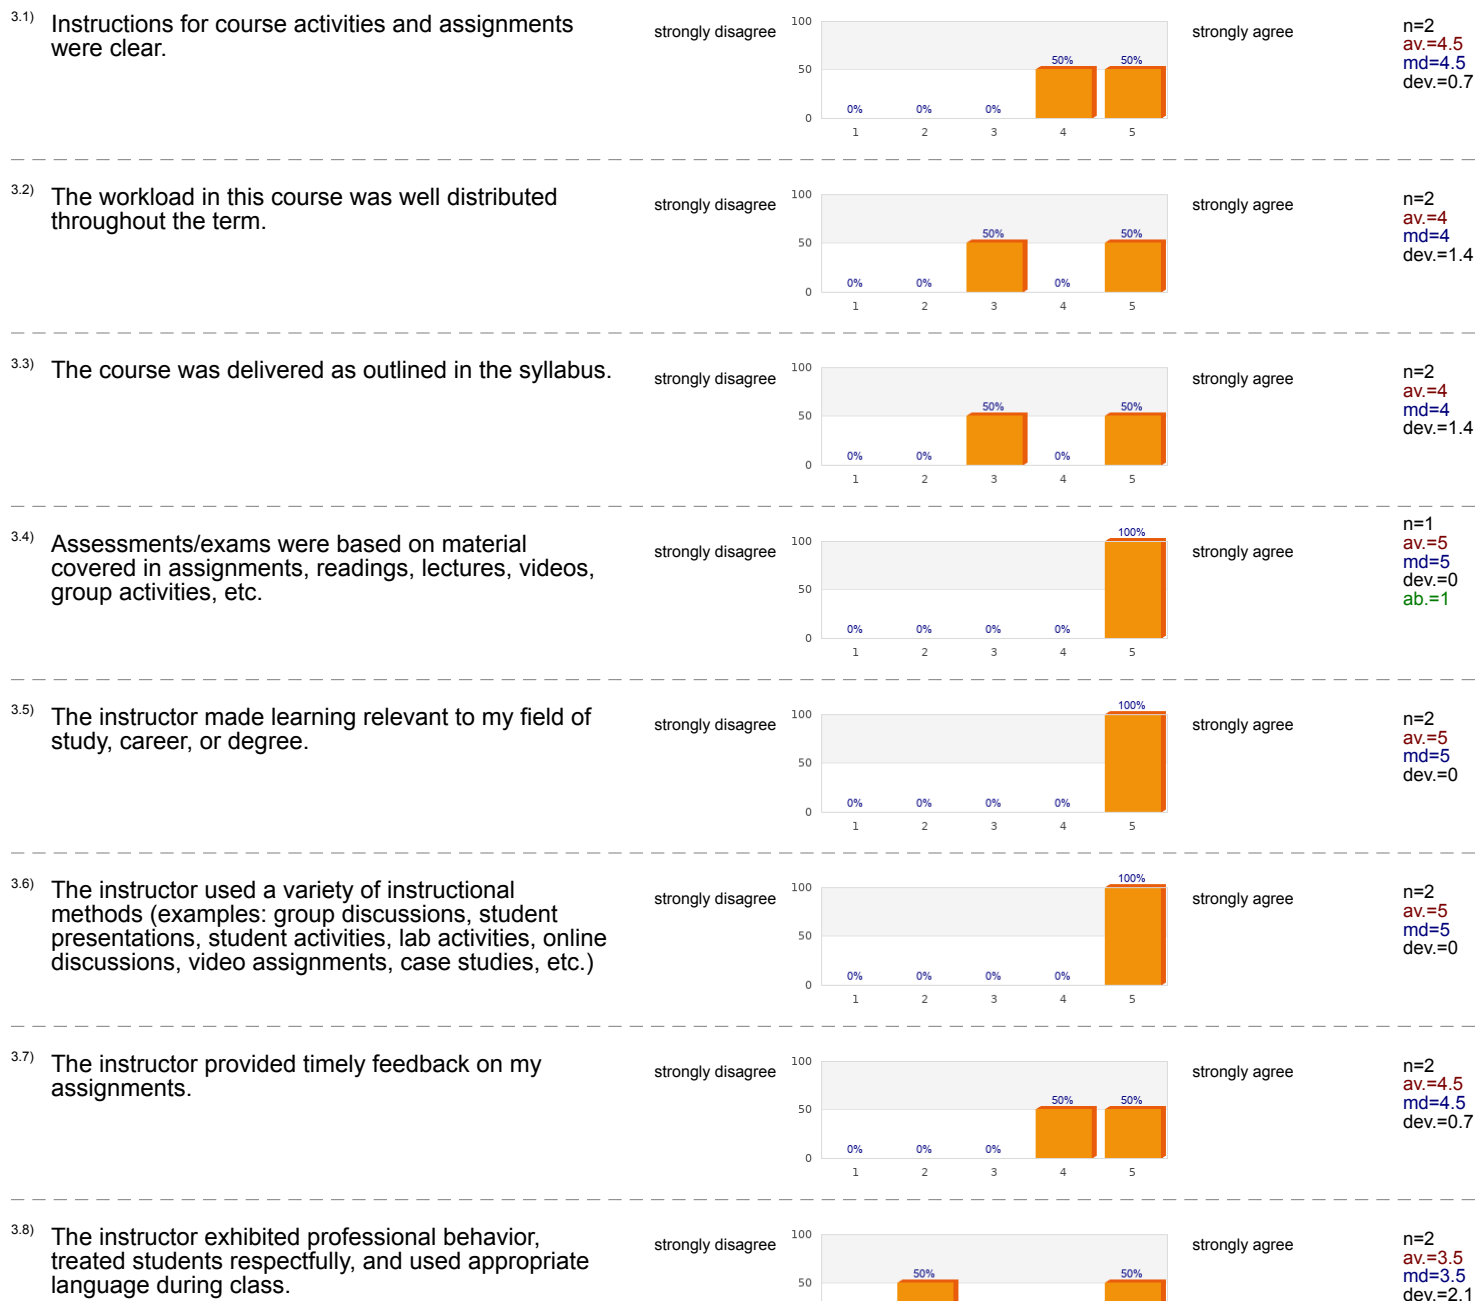 3.1) Instructions for course activities and assignments
were clear.
strongly disagree
100
50
0
0% 0% 0% 50% 50%
1 2 3 4 5
strongly agree
n=2
av.=4.5
md=4.5
dev.=0.7
3.2) The workload in this course was well distributed
throughout the term.
strongly disagree
100
50
0
0% 0% 50% 0% 50%
1 2 3 4 5
strongly agree
n=2
av.=4
md=4
dev.=1.4
3.3) The course was delivered as outlined in the syllabus.
strongly disagree
100
50
0
0% 0% 50% 0% 50%
1 2 3 4 5
strongly agree
n=2
av.=4
md=4
dev.=1.4
3.4) Assessments/exams were based on material
covered in assignments, readings, lectures, videos,
group activities, etc.
strongly disagree
100
50
0
0% 0% 0% 0% 100%
1 2 3 4 5
strongly agree
n=1
av.=5
md=5
dev.=0
ab.=1
3.5) The instructor made learning relevant to my field of
study, career, or degree.
strongly disagree
100
50
0
0% 0% 0% 0% 100%
1 2 3 4 5
strongly agree
n=2
av.=5
md=5
dev.=0
3.6) The instructor used a variety of instructional
methods (examples: group discussions, student
presentations, student activities, lab activities, online
discussions, video assignments, case studies, etc.)
strongly disagree
100
50
0
0% 0% 0% 0% 100%
1 2 3 4 5
strongly agree
n=2
av.=5
md=5
dev.=0
3.7) The instructor provided timely feedback on my
assignments.
strongly disagree
100
50
0
0% 0% 0% 50% 50%
1 2 3 4 5
strongly agree
n=2
av.=4.5
md=4.5
dev.=0.7
3.8) The instructor exhibited professional behavior,
treated students respectfully, and used appropriate
language during class.
strongly disagree
100
50
50% 50%
strongly agree
n=2
av.=3.5
md=3.5
dev.=2.1